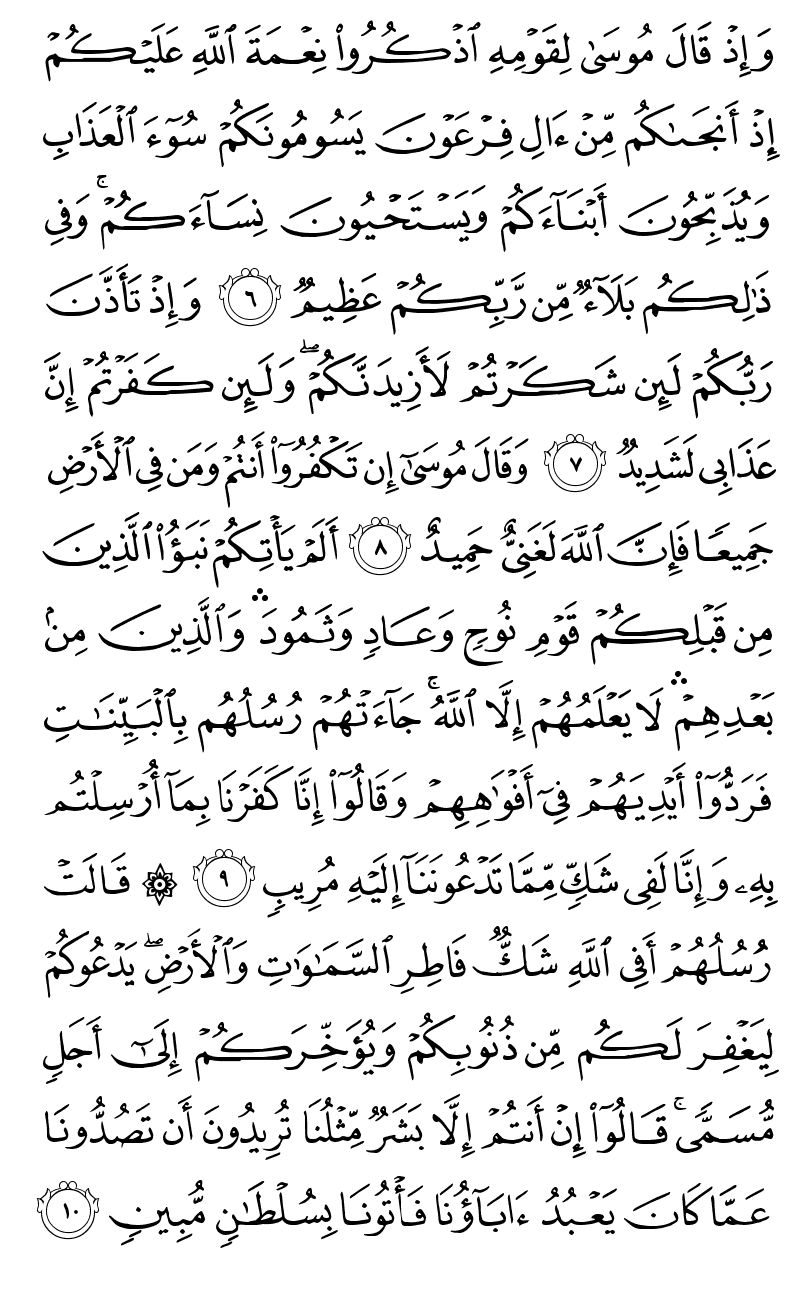 وَإِذْ قَالَ مُوسَىٰ لِقَوْمِهِ ٱذْكُرُوا۟ نِعْمَةَ ٱللَّهِ عَلَيْكُمْ
إِذْ أَنجَىٰكُم مِّنْ ءَالِ فِرْعَوْنَ يَسُومُونَكُمْ سُوٓءَ ٱلْعَذَابِ
وَيُذَبِّحُونَ أَبْنَآءَكُمْ وَيَسْتَحْيُونَ نِسَآءَكُمْ ۚ وَفِى
ذَٰلِكُم بَلَآءٌ مِّن رَّبِّكُمْ عَظِيمٌ ٦ وَإِذْ تَأَذَّنَ
رَبُّكُمْ لَئِن شَكَرْتُمْ لَأَزِيدَنَّكُمْ ۖ وَلَئِن كَفَرْتُمْ إِنَّ
عَذَابِى لَشَدِيدٌ ٧ وَقَالَ مُوسَىٰٓ إِن تَكْفُرُوٓا۟ أَنتُمْ وَمَن فِى ٱلْأَرْضِ
جَمِيعًا فَإِنَّ ٱللَّهَ لَغَنِىٌّ حَمِيدٌ ٨ أَلَمْ يَأْتِكُمْ نَبَؤُا۟ ٱلَّذِينَ
مِن قَبْلِكُمْ قَوْمِ نُوحٍ وَعَادٍ وَثَمُودَ ۛ وَٱلَّذِينَ مِنۢ
بَعْدِهِمْ ۛ لَا يَعْلَمُهُمْ إِلَّا ٱللَّهُ ۚ جَآءَتْهُمْ رُسُلُهُم بِٱلْبَيِّنَٰتِ
فَرَدُّوٓا۟ أَيْدِيَهُمْ فِىٓ أَفْوَٰهِهِمْ وَقَالُوٓا۟ إِنَّا كَفَرْنَا بِمَآ أُرْسِلْتُم
بِهِۦ وَإِنَّا لَفِى شَكٍّ مِّمَّا تَدْعُونَنَآ إِلَيْهِ مُرِيبٍ ٩ ۞ قَالَتْ
رُسُلُهُمْ أَفِى ٱللَّهِ شَكٌّ فَاطِرِ ٱلسَّمَٰوَٰتِ وَٱلْأَرْضِ ۖ يَدْعُوكُمْ
لِيَغْفِرَ لَكُم مِّن ذُنُوبِكُمْ وَيُؤَخِّرَكُمْ إِلَىٰٓ أَجَلٍ
مُّسَمًّى ۚ قَالُوٓا۟ إِنْ أَنتُمْ إِلَّا بَشَرٌ مِّثْلُنَا تُرِيدُونَ أَن تَصُدُّونَا
عَمَّا كَانَ يَعْبُدُ ءَابَآؤُنَا فَأْتُونَا بِسُلْطَٰنٍ مُّبِينٍ ١٠